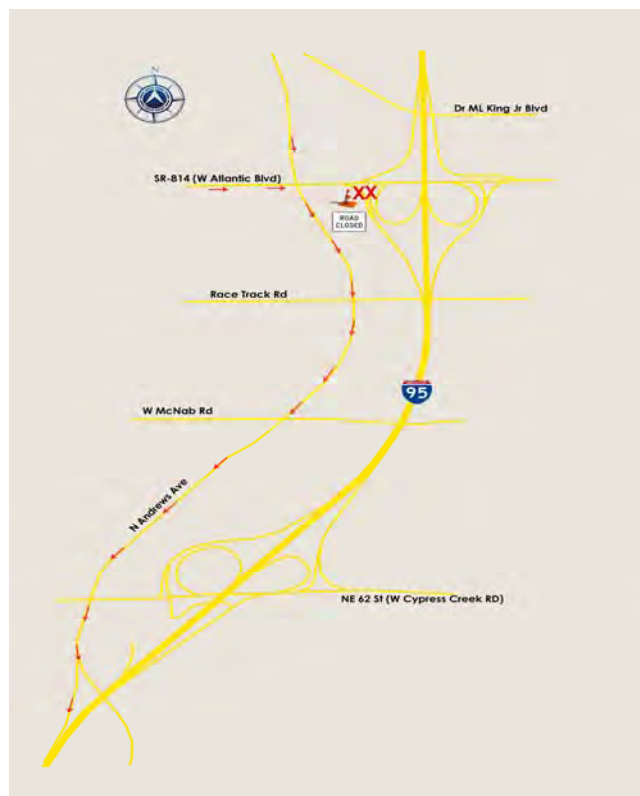 N
Dr ML King Jr Blvd
SR-814 (W Atlantic Blvd)
XX
ROAD
CLOSED
Race Track Rd
95
W McNab Rd
N Andrews Ave
NE 62 St (W Cypress Creek RD)